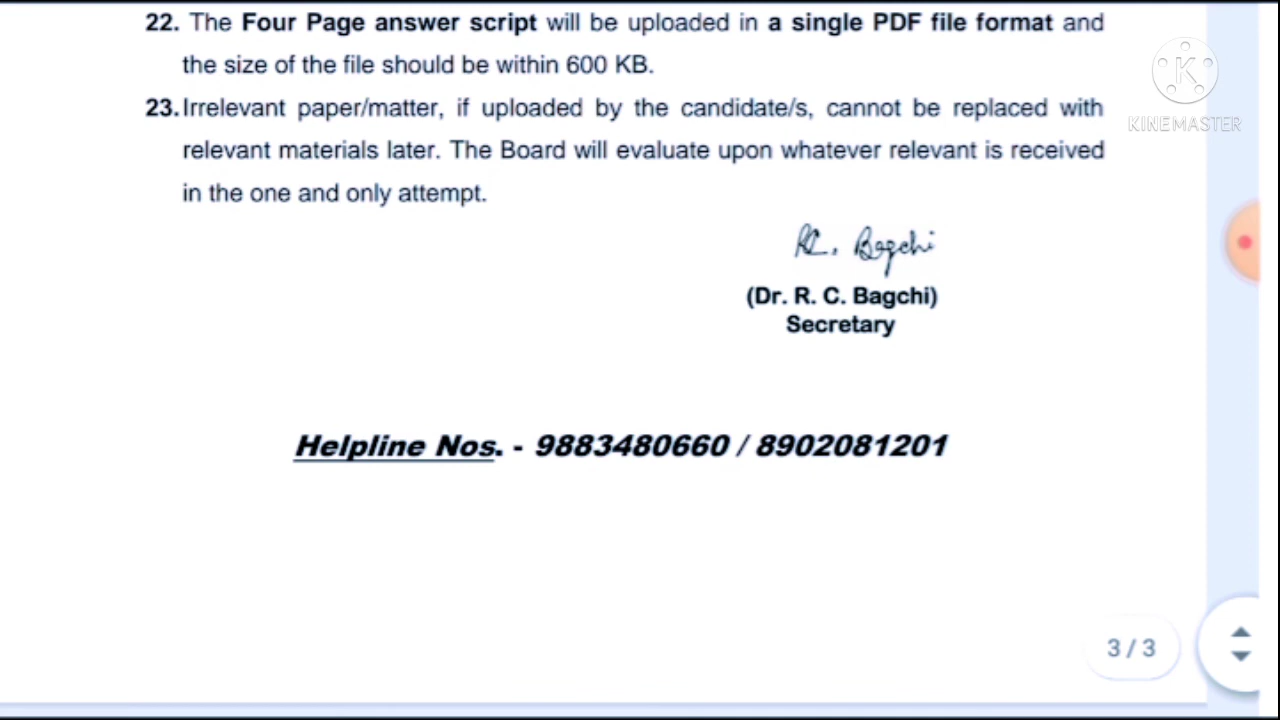 22. The Four Page answer script will be uploaded in a single PDF file format and
the size of the file should be within 600 KB.
KINEMASTER
23. Irrelevant paper/matter, if uploaded by the candidate/s, cannot be replaced with
relevant materials later. The Board will evaluate upon whatever relevant is received
in the one and only attempt.
RC. Bagchi
(Dr. R. C. Bagchi)
Secretary
Helpline Nos. - 9883480660 / 8902081201
3 / 3